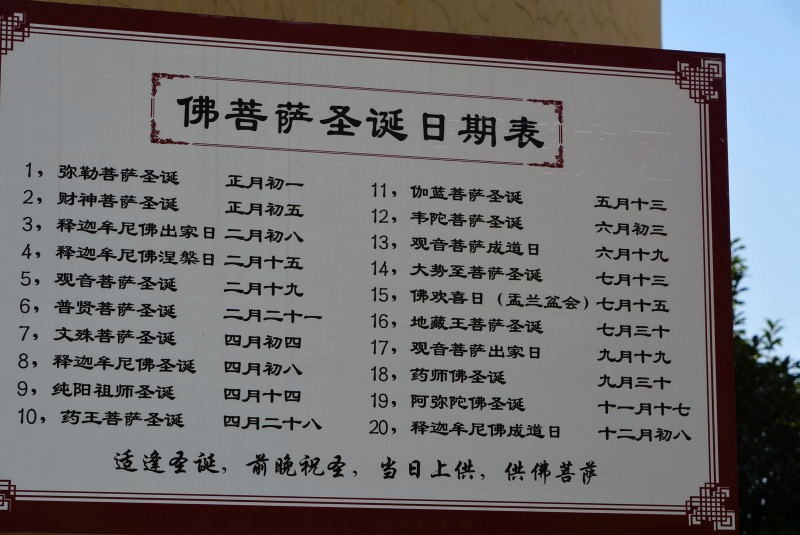 佛菩萨圣诞日期表
1，弥勒菩萨圣诞 正月初一
2，财神菩萨圣诞 正月初五
3，释迦牟尼佛出家日 二月初八
4，释迦牟尼佛涅槃日 二月十五
5，观音菩萨圣诞 二月十九
6，普贤菩萨圣诞 二月二十一
7，文殊菩萨圣诞 四月初四
8，释迦牟尼佛圣诞 四月初八
9，纯阳祖师圣诞 四月十四
10，药王菩萨圣诞 四月二十八
11，伽蓝菩萨圣诞 五月十三
12，韦陀菩萨圣诞 六月初三
13，观音菩萨成道日 六月十九
14，大势至菩萨圣诞 七月十三
15，佛欢喜日（盂兰盆会）七月十五
16，地藏王菩萨圣诞 七月三十
17，观音菩萨出家日 九月十九
18，药师佛圣诞 九月三十
19，阿弥陀佛圣诞 十一月十七
20，释迦牟尼佛成道日 十二月初八
适逢圣诞，前晚祝圣，当日上供，供佛菩萨